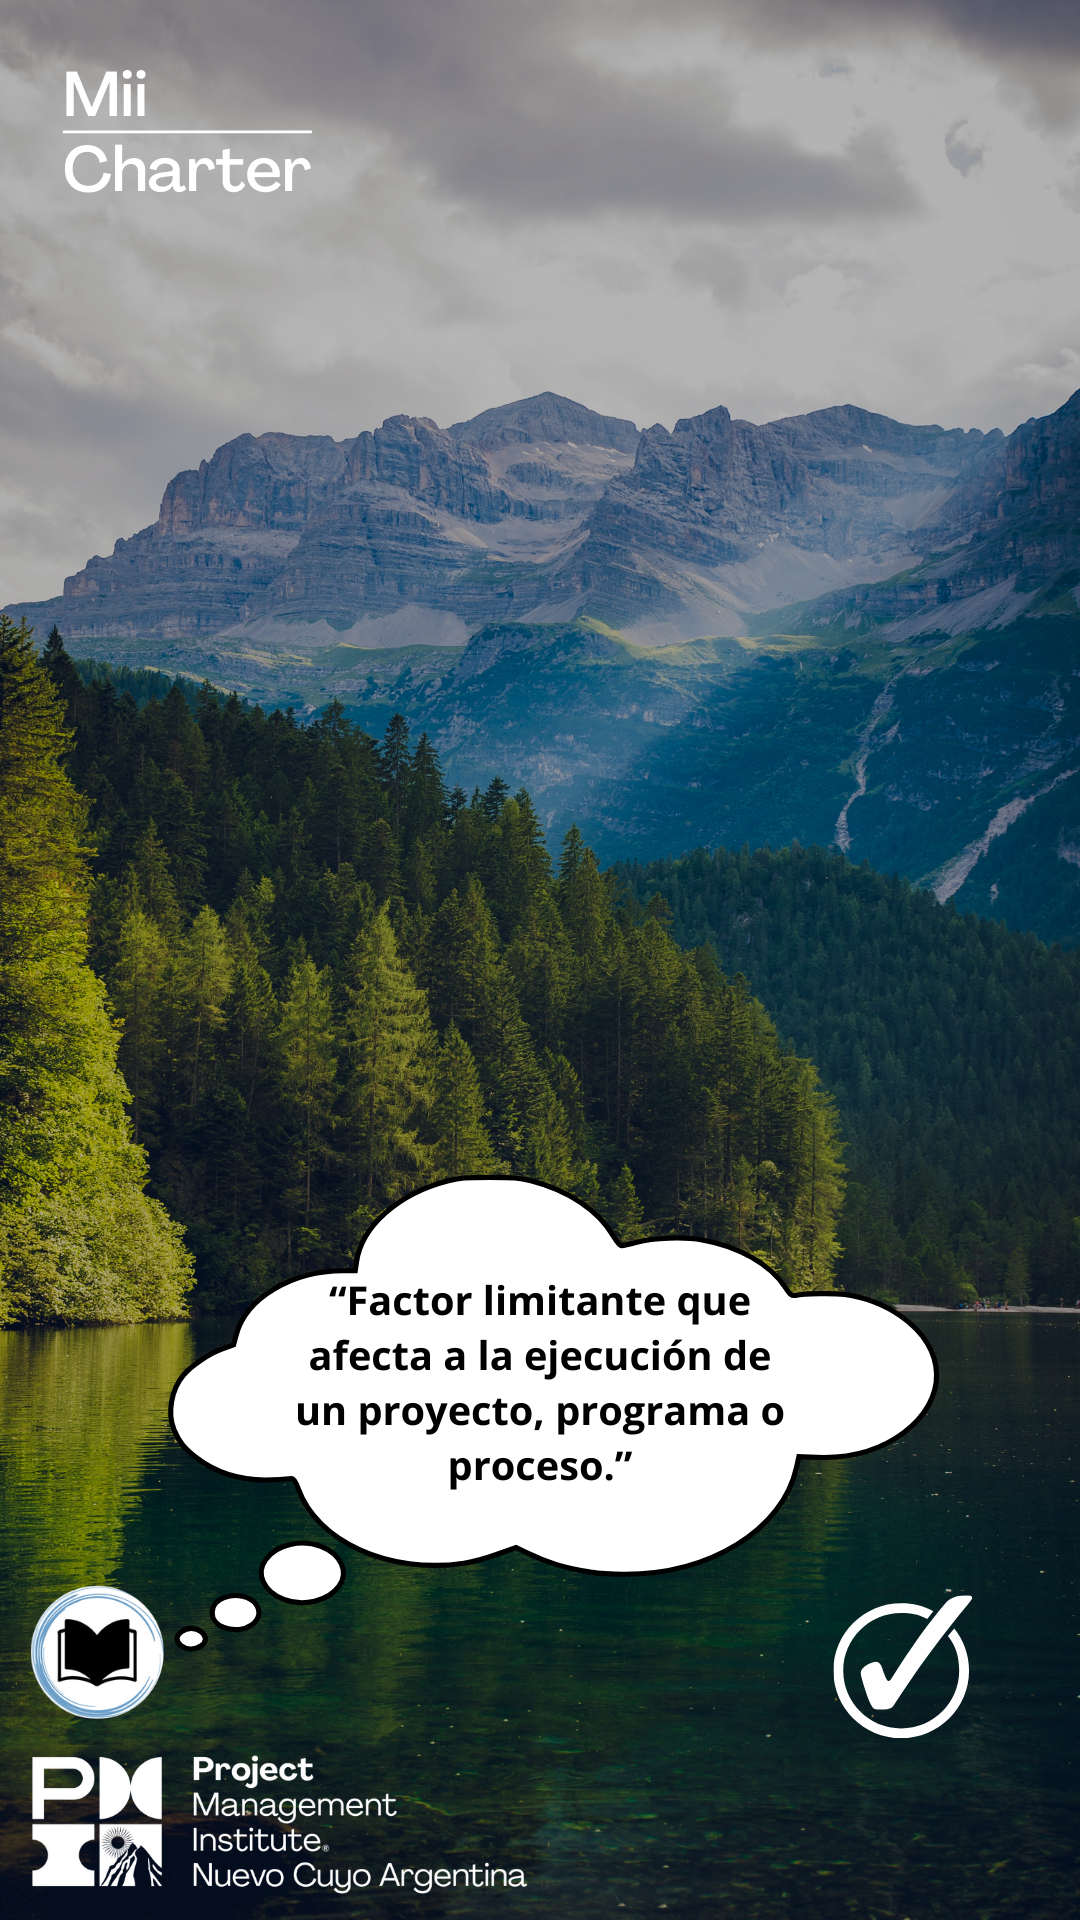 Mii
Charter
“Factor limitante que
afecta a la ejecución de
un proyecto, programa o
proceso.”
Project
Management
Institute®
Nuevo Cuyo Argentina